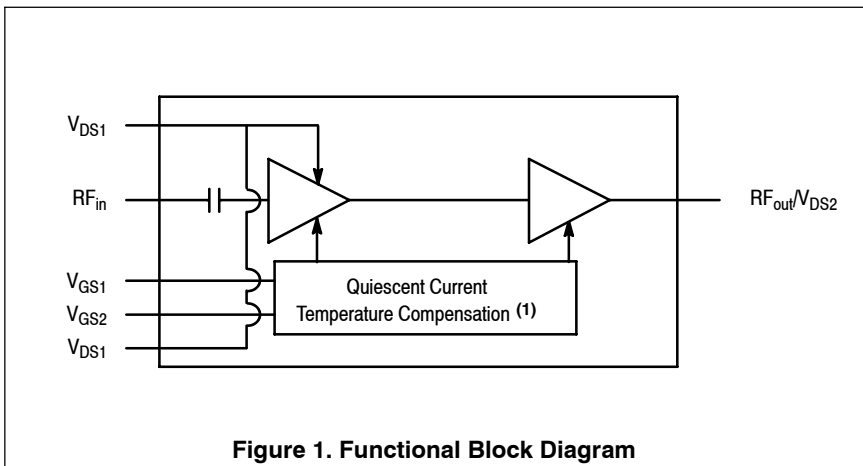 V_DS1
RF_in
V_GS1
V_GS2
V_DS1
Quiescent Current
Temperature Compensation (1)
RF_out/V_DS2
Figure 1. Functional Block Diagram